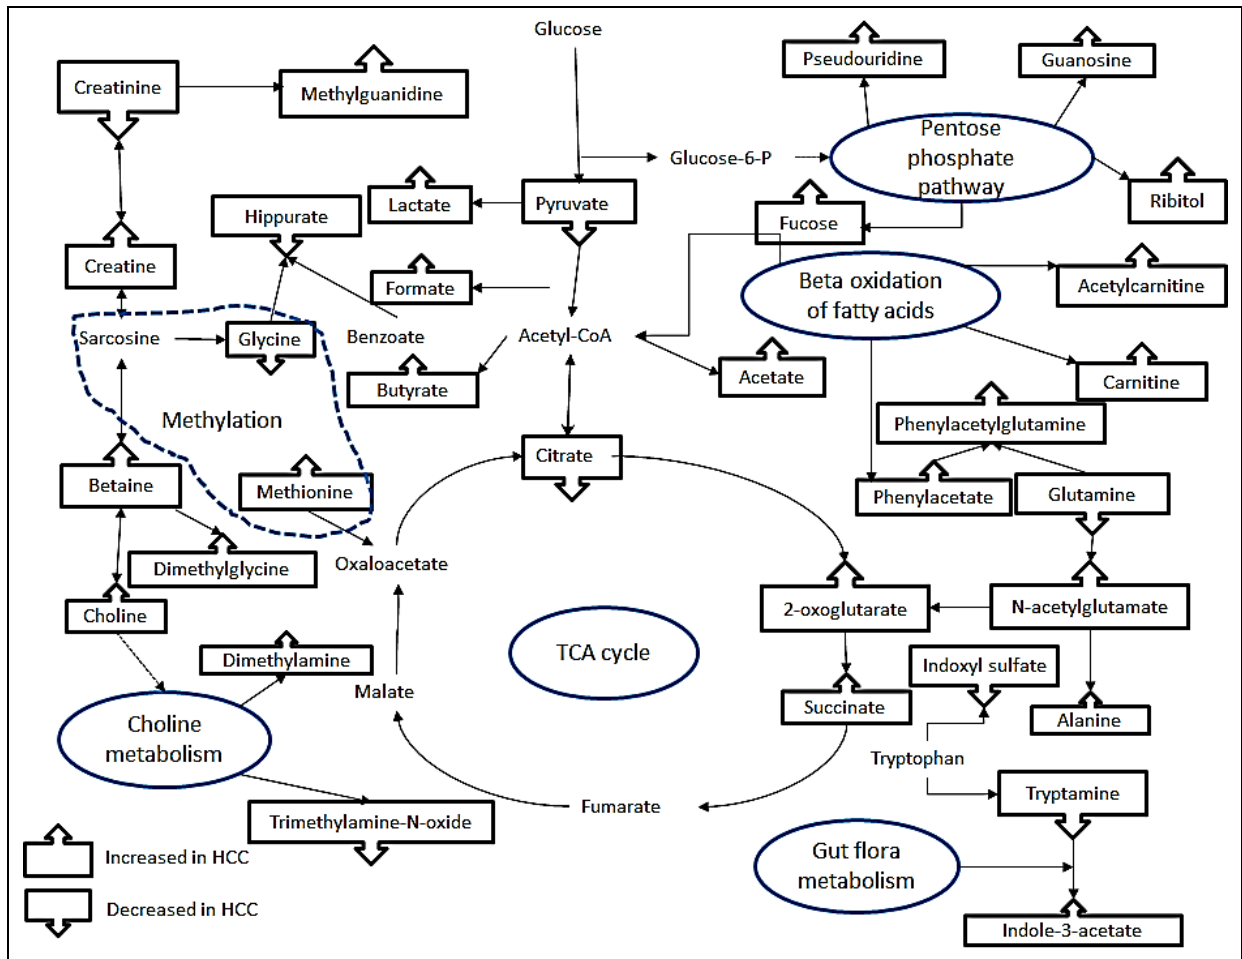 Glucose
Pseudouridine
Guanosine
Creatinine
Methylguanidine
Pentose
phosphate
pathway
Glucose-6-P
Ribitol
Lactate
Pyruvate
Hippurate
Fucose
Creatine
Formate
Beta oxidation
of fatty acids
Acetylcarnitine
Sarcosine
Glycine
Benzoate
Acetyl-CoA
Butyrate
Acetate
Carnitine
Methylation
Phenylacetylglutamine
Citrate
Betaine
Methionine
Phenylacetate
Glutamine
Oxaloacetate
Dimethylglycine
Choline
2-oxoglutarate
N-acetylglutamate
TCA cycle
Dimethylamine
Indoxyl sulfate
Malate
Succinate
Alanine
Choline
metabolism
Tryptophan
Fumarate
Tryptamine
Trimethylamine-N-oxide
Increased in HCC
Gut flora
metabolism
Decreased in HCC
Indole-3-acetate